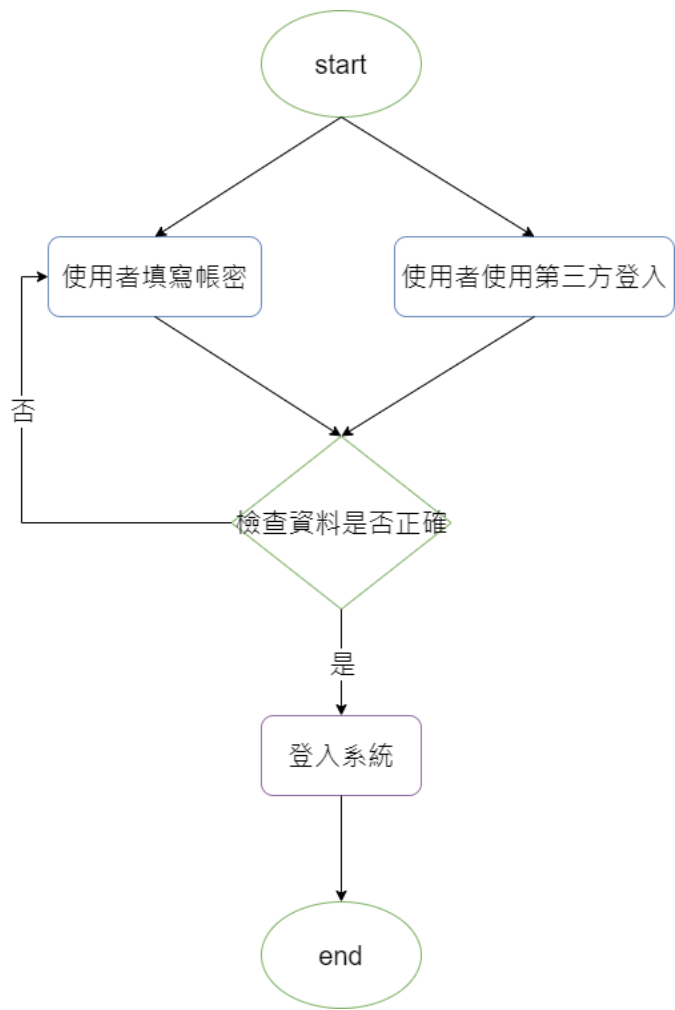 start
使用者填寫帳密
使用者使用第三方登入
否
檢查資料是否正確
是
登入系統
end